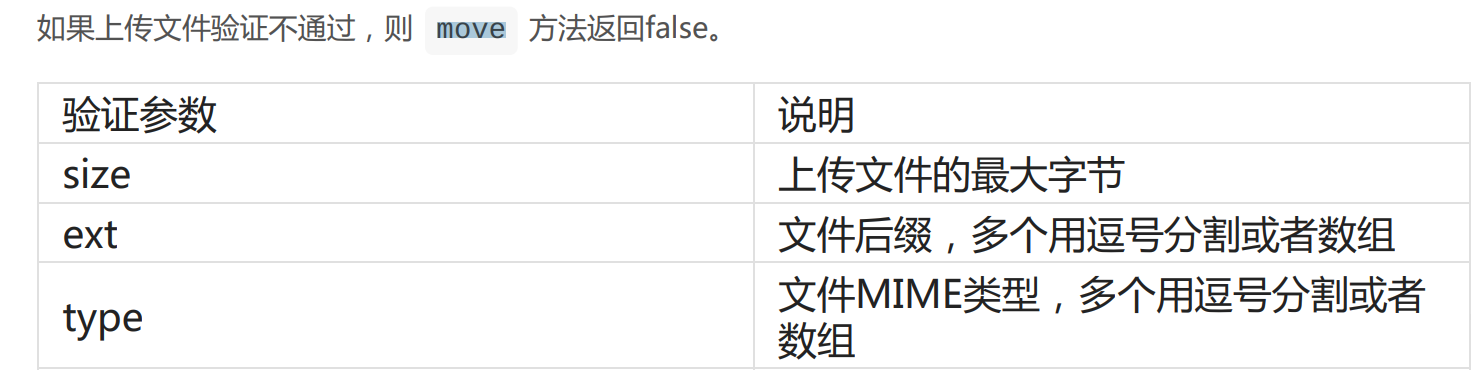 如果上传文件验证不通过，则 move 方法返回false。
验证参数 说明
size 上传文件的最大字节
ext 文件后缀，多个用逗号分割或者数组
type 文件MIME类型，多个用逗号分割或者
数组